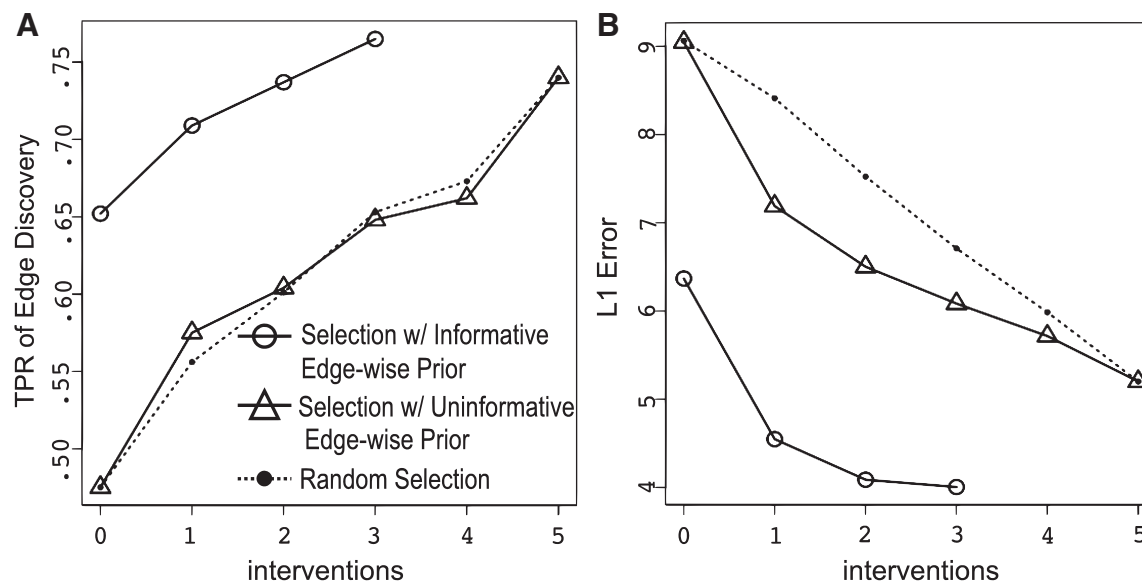 A
B
TPR of Edge Discovery
.50 .55 .60 .65 .70 .75
Selection w/ Informative
Edge-wise Prior
Selection w/ Uninformative
Edge-wise Prior
Random Selection
0 1 2 3 4 5
interventions
L1 Error
4 5 6 7 8 9
0 1 2 3 4 5
interventions